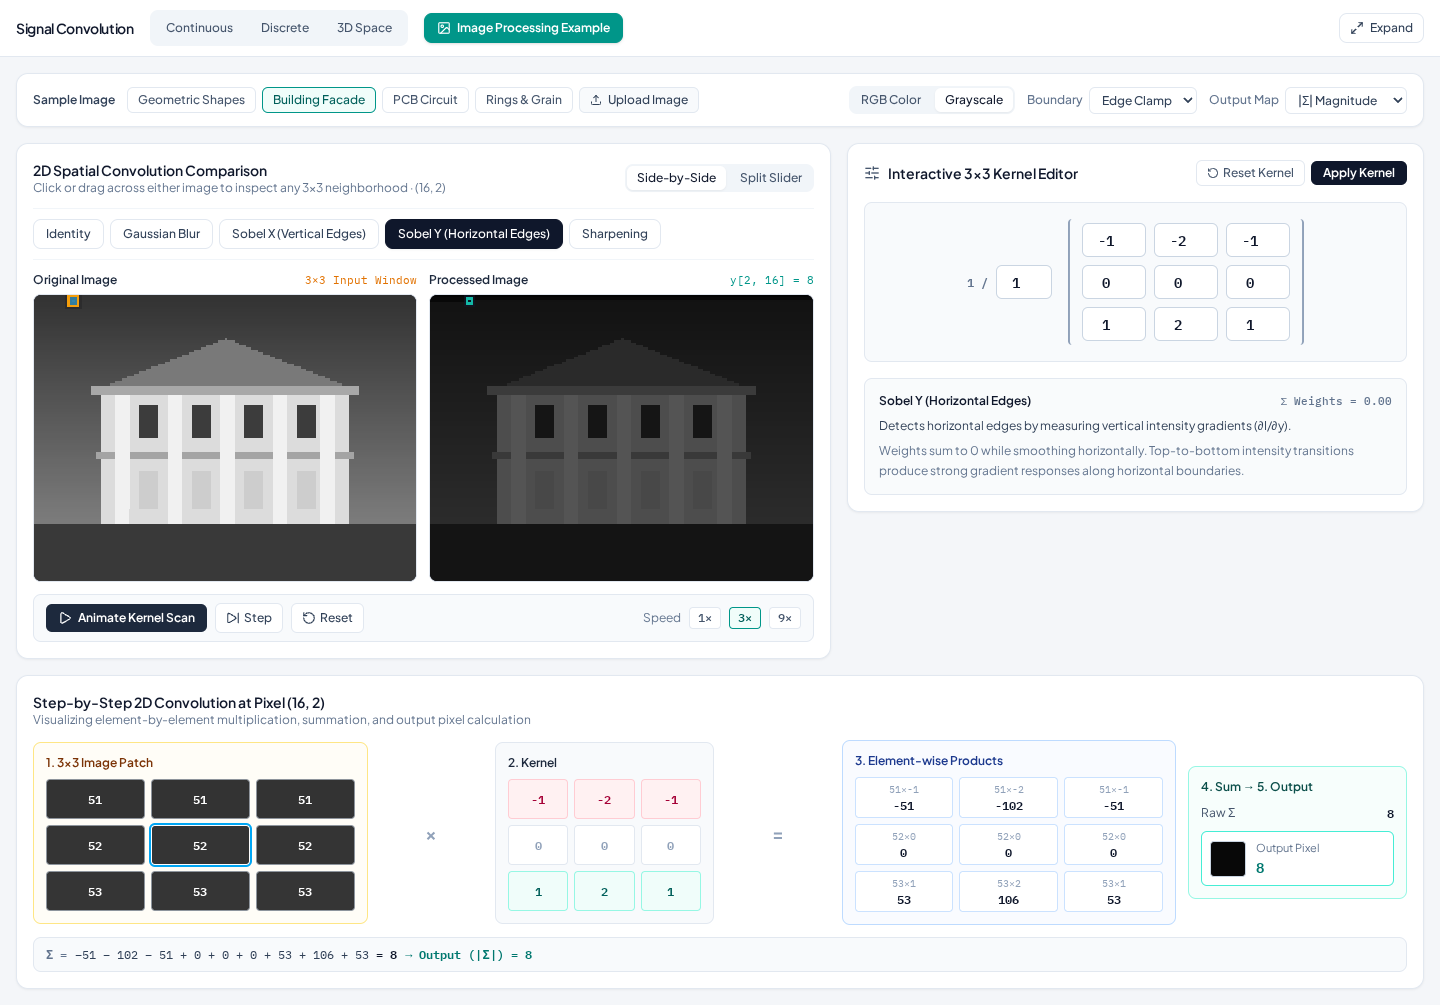 Signal Convolution
Continuous
Discrete
3D Space
Image Processing Example
Expand
Sample Image
Geometric Shapes
Building Facade
PCB Circuit
Rings & Grain
Upload Image
RGB Color
Grayscale
Boundary
Edge Clamp
Output Map
|Σ| Magnitude
2D Spatial Convolution Comparison
Click or drag across either image to inspect any 3×3 neighborhood · (16, 2)
Side-by-Side
Split Slider
Identity
Gaussian Blur
Sobel X (Vertical Edges)
Sobel Y (Horizontal Edges)
Sharpening
Original Image
3×3 Input Window
Processed Image
y[2, 16] = 8
Animate Kernel Scan
Step
Reset
Speed
1×
3×
9×
Interactive 3×3 Kernel Editor
Reset Kernel
Apply Kernel
-1 -2 -1
1 / 1
0 0 0
1 2 1
Sobel Y (Horizontal Edges)
Σ Weights = 0.00
Detects horizontal edges by measuring vertical intensity gradients (∂I/∂y).
Weights sum to 0 while smoothing horizontally. Top-to-bottom intensity transitions
produce strong gradient responses along horizontal boundaries.
Step-by-Step 2D Convolution at Pixel (16, 2)
Visualizing element-by-element multiplication, summation, and output pixel calculation
1. 3×3 Image Patch
51 51 51
52 52 52
53 53 53
×
2. Kernel
-1 -2 -1
0 0 0
1 2 1
=
3. Element-wise Products
51×-1 51×-2 51×-1
-51 -102 -51
52×0 52×0 52×0
0 0 0
53×1 53×2 53×1
53 106 53
4. Sum → 5. Output
Raw Σ 8
Output Pixel
8
Σ = −51 − 102 − 51 + 0 + 0 + 0 + 53 + 106 + 53 = 8 → Output (|Σ|) = 8